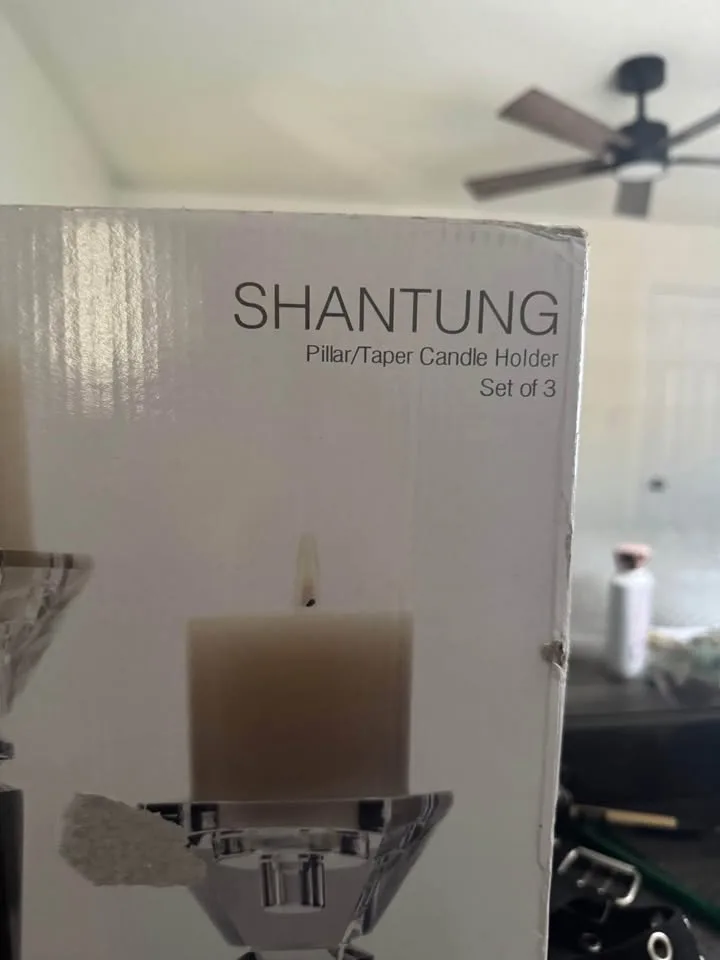 SHANTUNG
Pillar/Taper Candle Holder
Set of 3